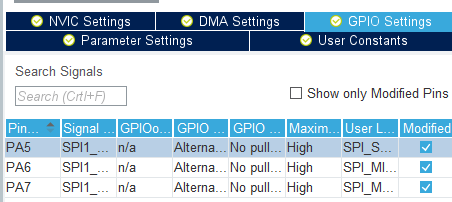 NVIC Settings DMA Settings GPIO Settings
Parameter Settings User Constants
Search Signals
Search (Crtl+F) Show only Modified Pins
Pin... Signal ... GPIOo... GPIO ... GPIO ... Maxim... User L... Modified
PA5 SPI1_... n/a Alterna... No pull... High SPI_S... 
PA6 SPI1_... n/a Alterna... No pull... High SPI_MI...
PA7 SPI1_... n/a Alterna... No pull... High SPI_M...